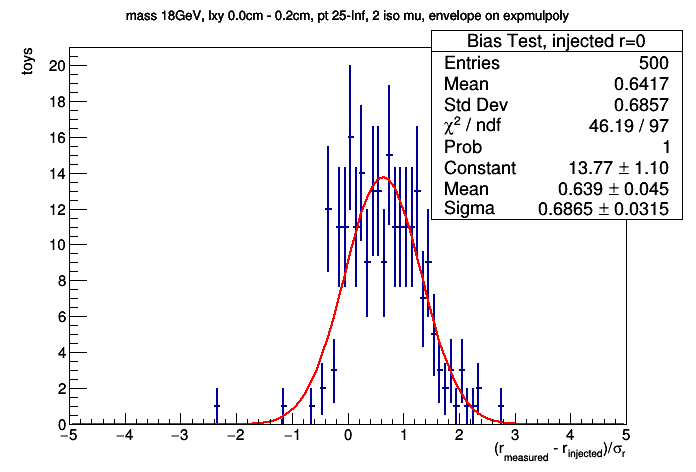 mass 18GeV, lxy 0.0cm - 0.2cm, pt 25-Inf, 2 iso mu, envelope on expmulpoly
Bias Test, injected r=0
Entries 500
Mean 0.6417
Std Dev 0.6857
χ² / ndf 46.19 / 97
Prob 1
Constant 13.77 ± 1.10
Mean 0.639 ± 0.045
Sigma 0.6865 ± 0.0315
toys
20
18
16
14
12
10
8
6
4
2
0
−5 −4 −3 −2 −1 0 1 2 3 4 5
(r_measured - r_injected)/σ_r